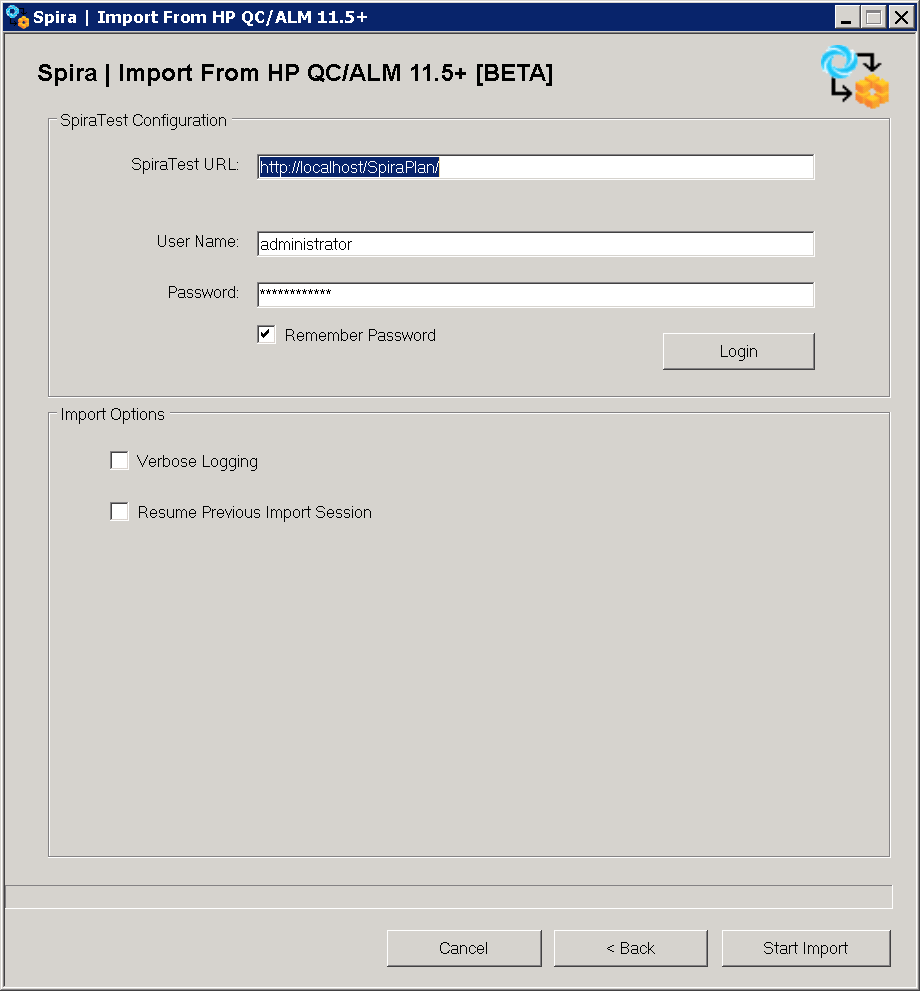 Spira | Import From HP QC/ALM 11.5+
Spira | Import From HP QC/ALM 11.5+ [BETA]
SpiraTest Configuration
SpiraTest URL: http://localhost/SpiraPlan/
User Name: administrator
Password: ************
Remember Password
Login
Import Options
Verbose Logging
Resume Previous Import Session
Cancel < Back Start Import